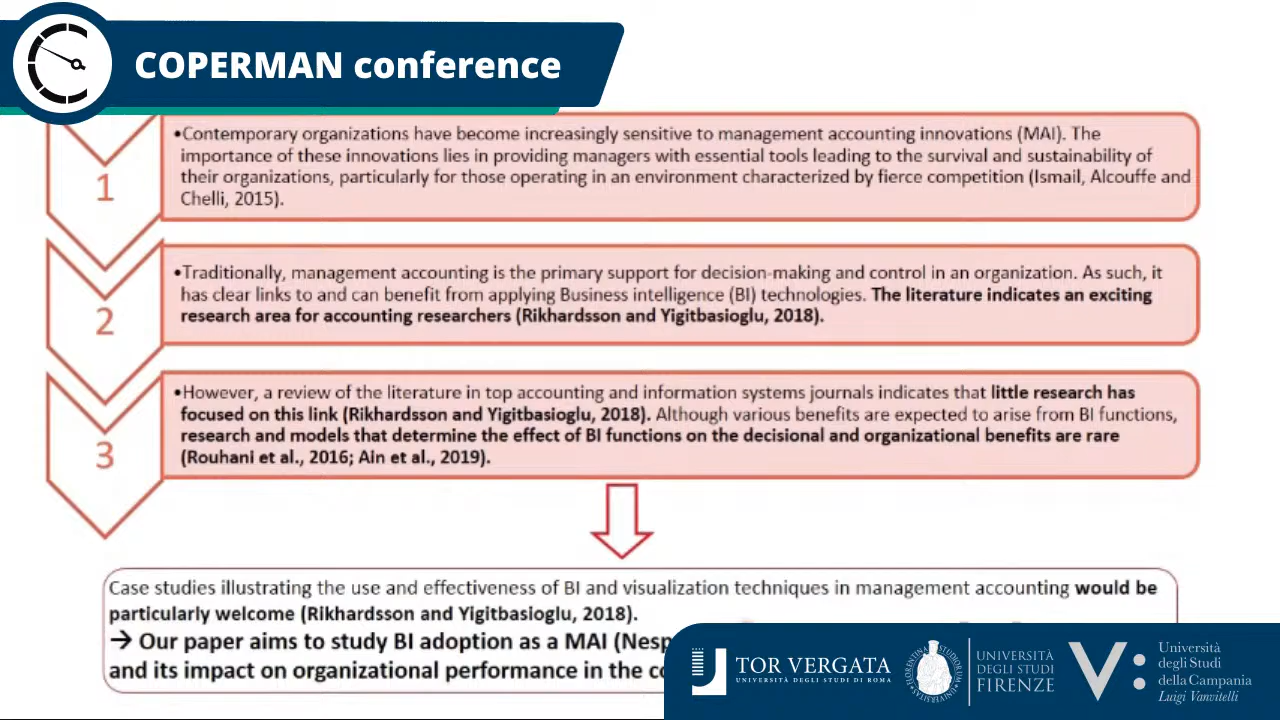 COPERMAN conference
1
•Contemporary organizations have become increasingly sensitive to management accounting innovations (MAI). The
importance of these innovations lies in providing managers with essential tools leading to the survival and sustainability of
their organizations, particularly for those operating in an environment characterized by fierce competition (Ismail, Alcouffe and
Chelli, 2015).
2
•Traditionally, management accounting is the primary support for decision-making and control in an organization. As such, it
has clear links to and can benefit from applying Business intelligence (BI) technologies. The literature indicates an exciting
research area for accounting researchers (Rikhardsson and Yigitbasioglu, 2018).
3
•However, a review of the literature in top accounting and information systems journals indicates that little research has
focused on this link (Rikhardsson and Yigitbasioglu, 2018). Although various benefits are expected to arise from BI functions,
research and models that determine the effect of BI functions on the decisional and organizational benefits are rare
(Rouhani et al., 2016; Ain et al., 2019).
Case studies illustrating the use and effectiveness of BI and visualization techniques in management accounting would be
particularly welcome (Rikhardsson and Yigitbasioglu, 2018).
→ Our paper aims to study BI adoption as a MAI
and its impact on organizational performance in the
TOR VERGATA
UNIVERSITÀ DEGLI STUDI DI ROMA
UNIVERSITÀ
DEGLI STUDI
FIRENZE
Università
degli Studi
della Campania
Luigi Vanvitelli